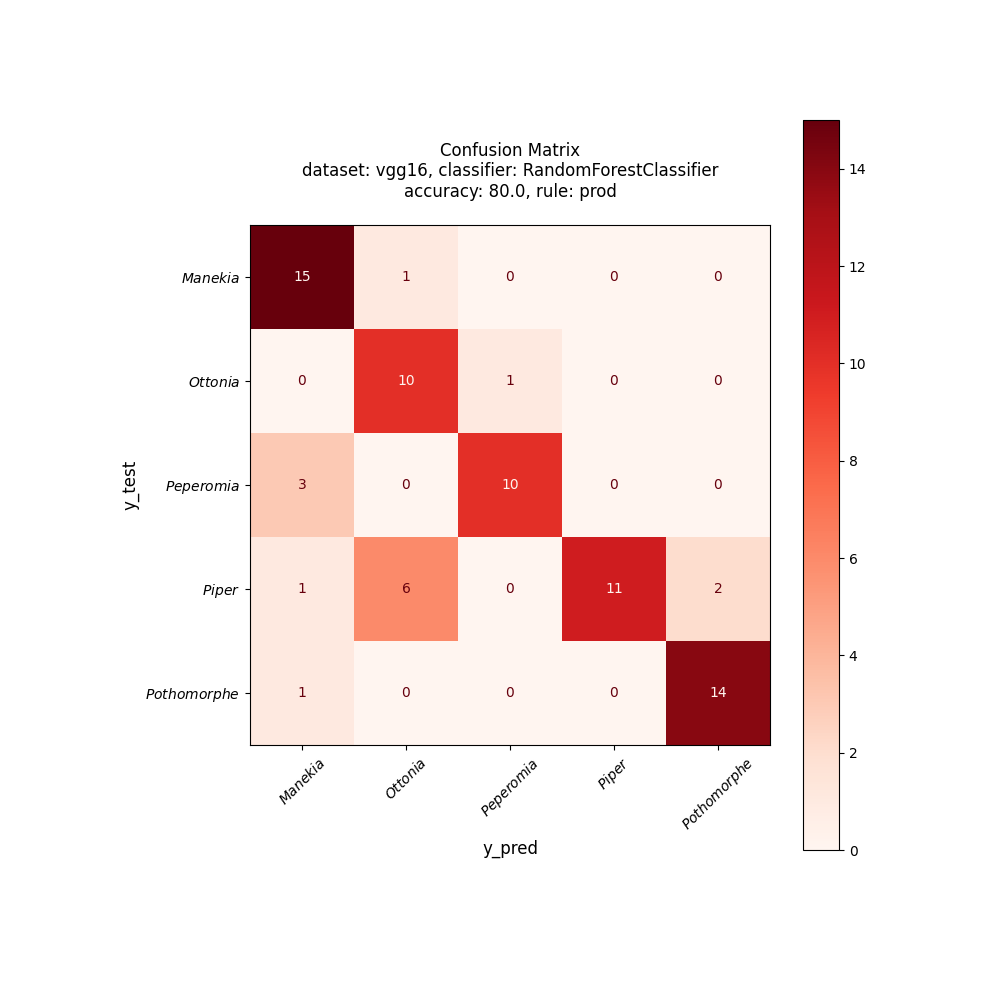 Confusion Matrix
dataset: vgg16, classifier: RandomForestClassifier
accuracy: 80.0, rule: prod
y_test
Manekia 15 1 0 0 0
Ottonia 0 10 1 0 0
Peperomia 3 0 10 0 0
Piper 1 6 0 11 2
Pothomorphe 1 0 0 0 14
Manekia Ottonia Peperomia Piper Pothomorphe
y_pred
14
12
10
8
6
4
2
0